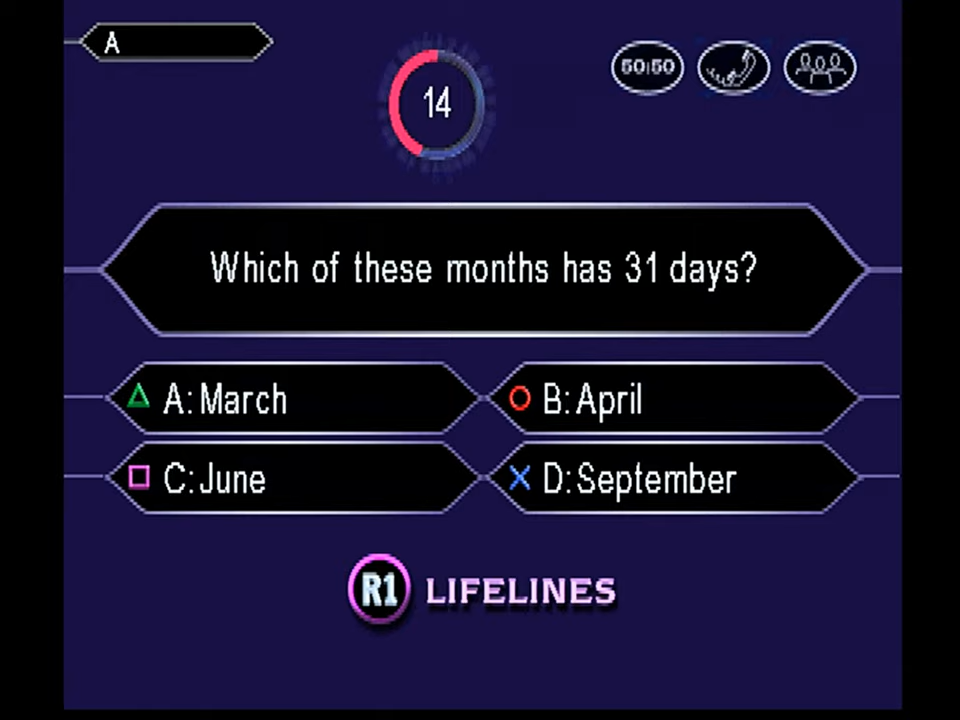 A
14
50:50
Which of these months has 31 days?
A: March
B: April
C: June
D: September
R1 LIFELINES